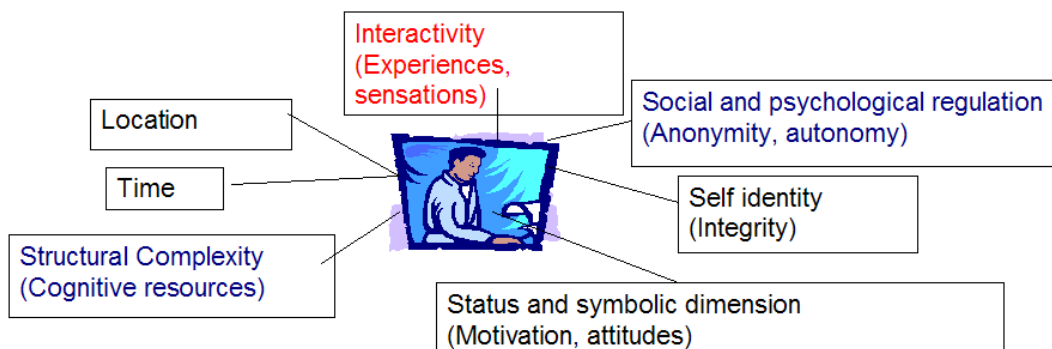 Interactivity
(Experiences,
sensations)
Social and psychological regulation
(Anonymity, autonomy)
Location
Time
Self identity
(Integrity)
Structural Complexity
(Cognitive resources)
Status and symbolic dimension
(Motivation, attitudes)